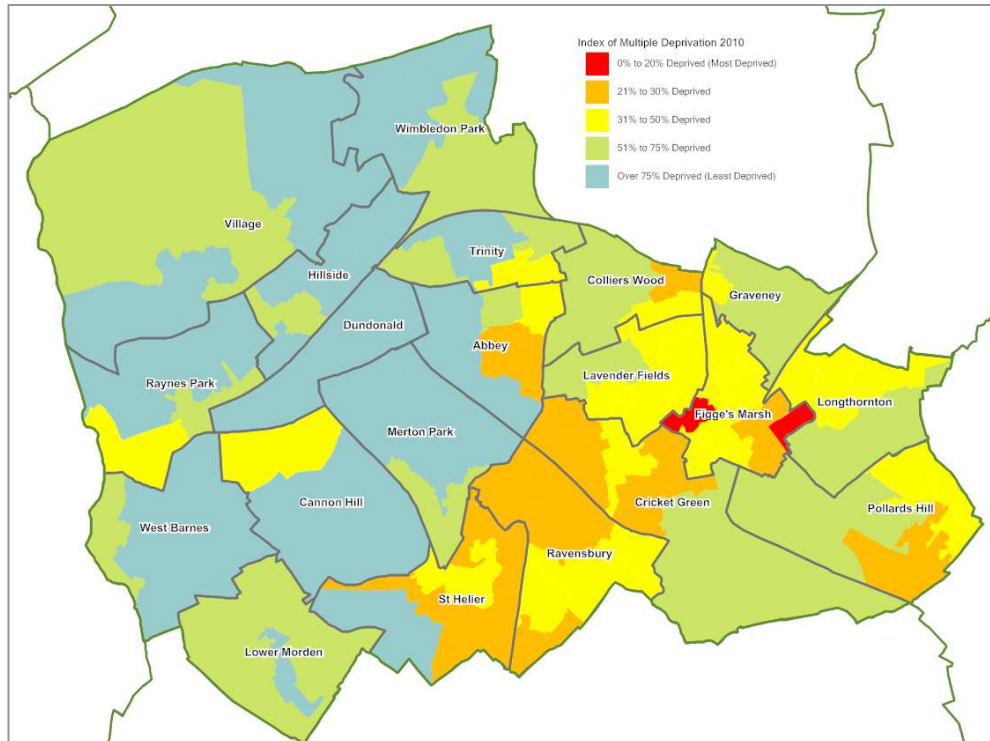 Index of Multiple Deprivation 2010
0% to 20% Deprived (Most Deprived)
21% to 30% Deprived
31% to 50% Deprived
51% to 75% Deprived
Over 75% Deprived (Least Deprived)
Wimbledon Park
Village
Trinity
Hillside
Colliers Wood
Graveney
Dundonald
Abbey
Lavender Fields
Raynes Park
Longthornton
Figge's Marsh
Merton Park
Cannon Hill
Cricket Green
Pollards Hill
West Barnes
Ravensbury
St Helier
Lower Morden